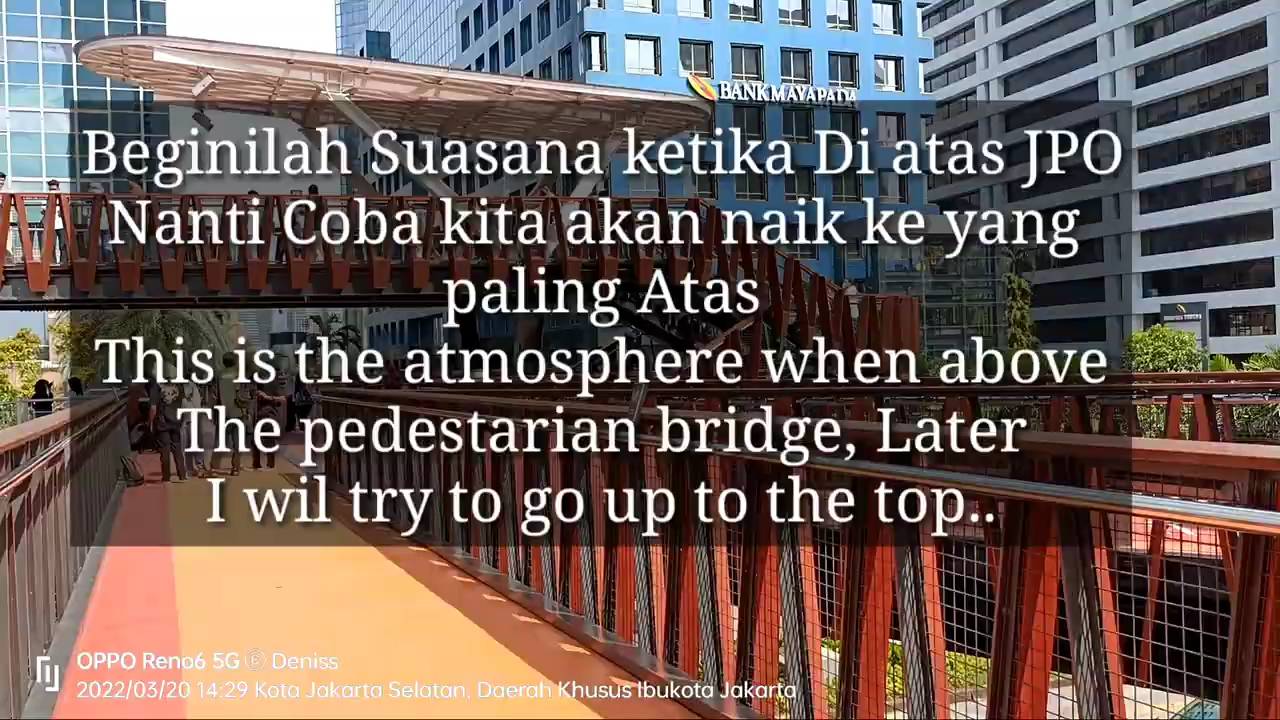 BANK MAYAPADA
Beginilah Suasana ketika Di atas JPO
Nanti Coba kita akan naik ke yang
paling Atas
This is the atmosphere when above
The pedestarian bridge, Later
I wil try to go up to the top..
OPPO Reno6 5G Ⓔ Deniss
2022/03/20 14:29 Kota Jakarta Selatan, Daerah Khusus Ibukota Jakarta